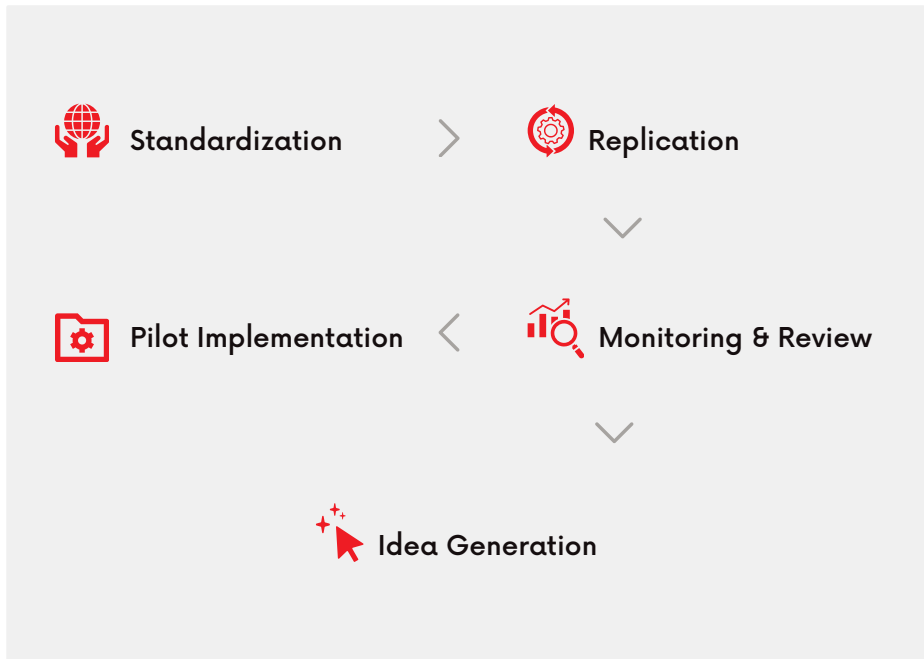 Standardization
Replication
Pilot Implementation
Monitoring & Review
Idea Generation